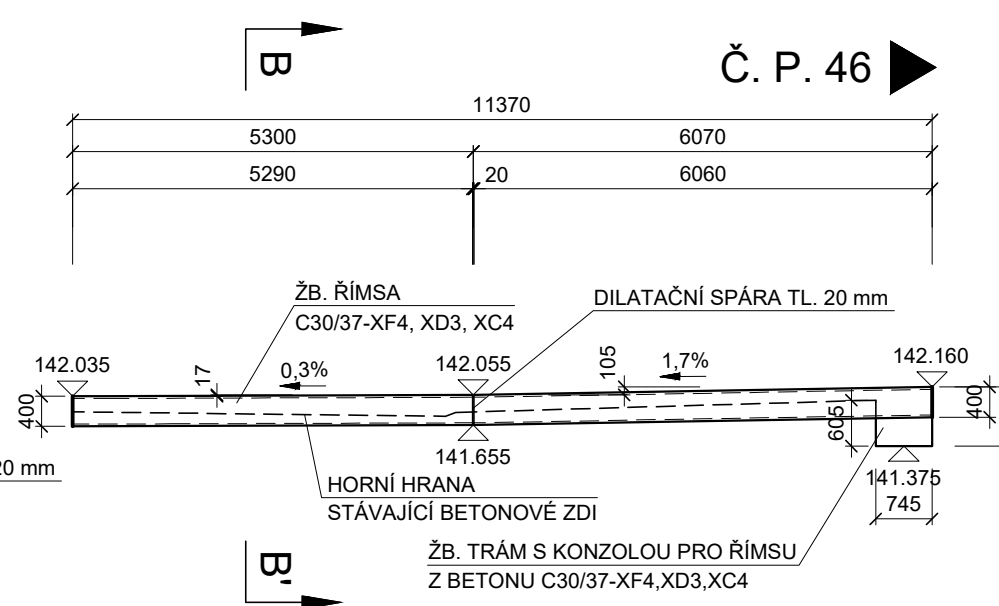 B
Č. P. 46
11370
5300
6070
5290
20
6060
ŽB. ŘÍMSA
C30/37-XF4, XD3, XC4
DILATAČNÍ SPÁRA TL. 20 mm
142.035
17
0,3%
142.055
105
1,7%
142.160
400
400
605
141.655
20 mm
HORNÍ HRANA
STÁVAJÍCÍ BETONOVÉ ZDI
141.375
745
ŽB. TRÁM S KONZOLOU PRO ŘÍMSU
Z BETONU C30/37-XF4,XD3,XC4
B'